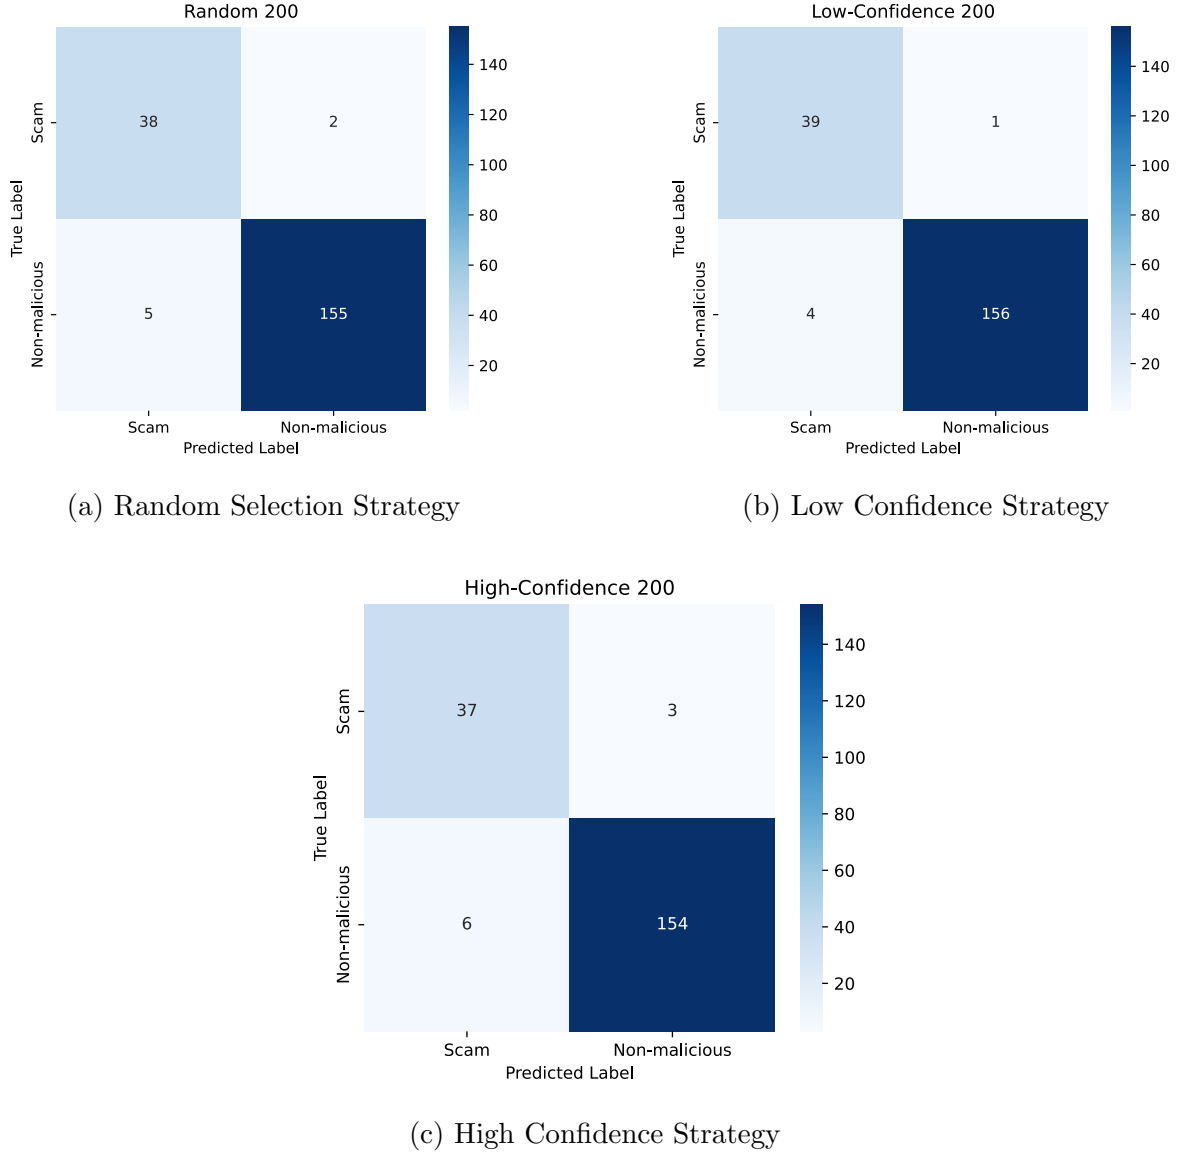 Random 200
Scam
38
2
140
120
100
80
60
40
20
True Label
Non-malicious
5
155
Scam
Non-malicious
Predicted Label
(a) Random Selection Strategy
Low-Confidence 200
Scam
39
1
140
120
100
80
60
40
20
True Label
Non-malicious
4
156
Scam
Non-malicious
Predicted Label
(b) Low Confidence Strategy
High-Confidence 200
Scam
37
3
140
120
100
80
60
40
20
True Label
Non-malicious
6
154
Scam
Non-malicious
Predicted Label
(c) High Confidence Strategy